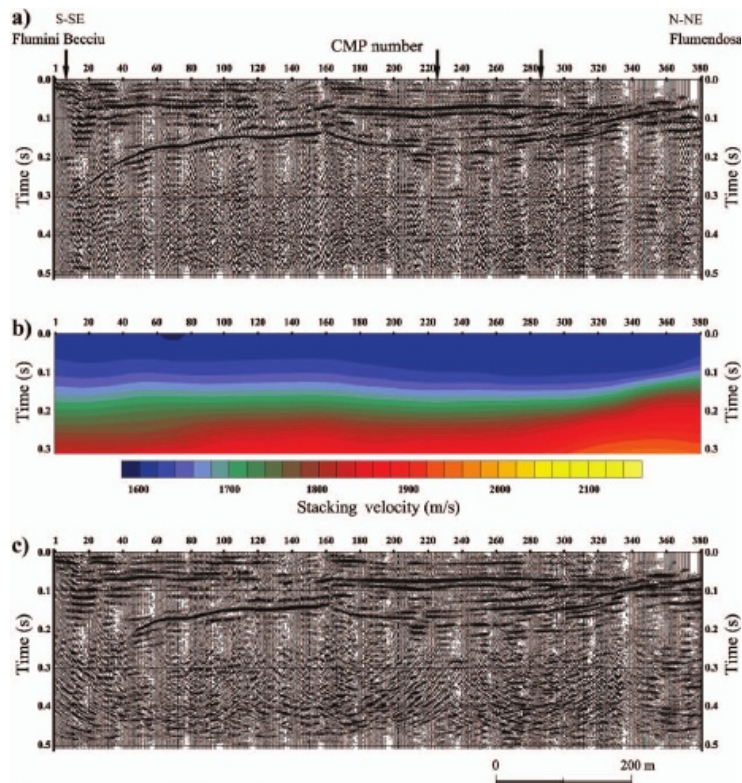 a)
S-SE
N-NE
Flumini Becciu
CMP number
Flumendosa
1 20 40 60 80 100 120 140 160 180 200 220 240 260 280 300 320 340 360 380
0.0 0.0
0.1 0.1
0.2 0.2
0.3 0.3
0.4 0.4
0.5 0.5
Time (s)
Time (s)
b)
1 20 40 60 80 100 120 140 160 180 200 220 240 260 280 300 320 340 360 380
0.0 0.0
0.1 0.1
0.2 0.2
0.3 0.3
Time (s)
Time (s)
1600 1700 1800 1900 2000 2100
Stacking velocity (m/s)
c)
1 20 40 60 80 100 120 140 160 180 200 220 240 260 280 300 320 340 360 380
0.0 0.0
0.1 0.1
0.2 0.2
0.3 0.3
0.4 0.4
0.5 0.5
Time (s)
Time (s)
0 200 m